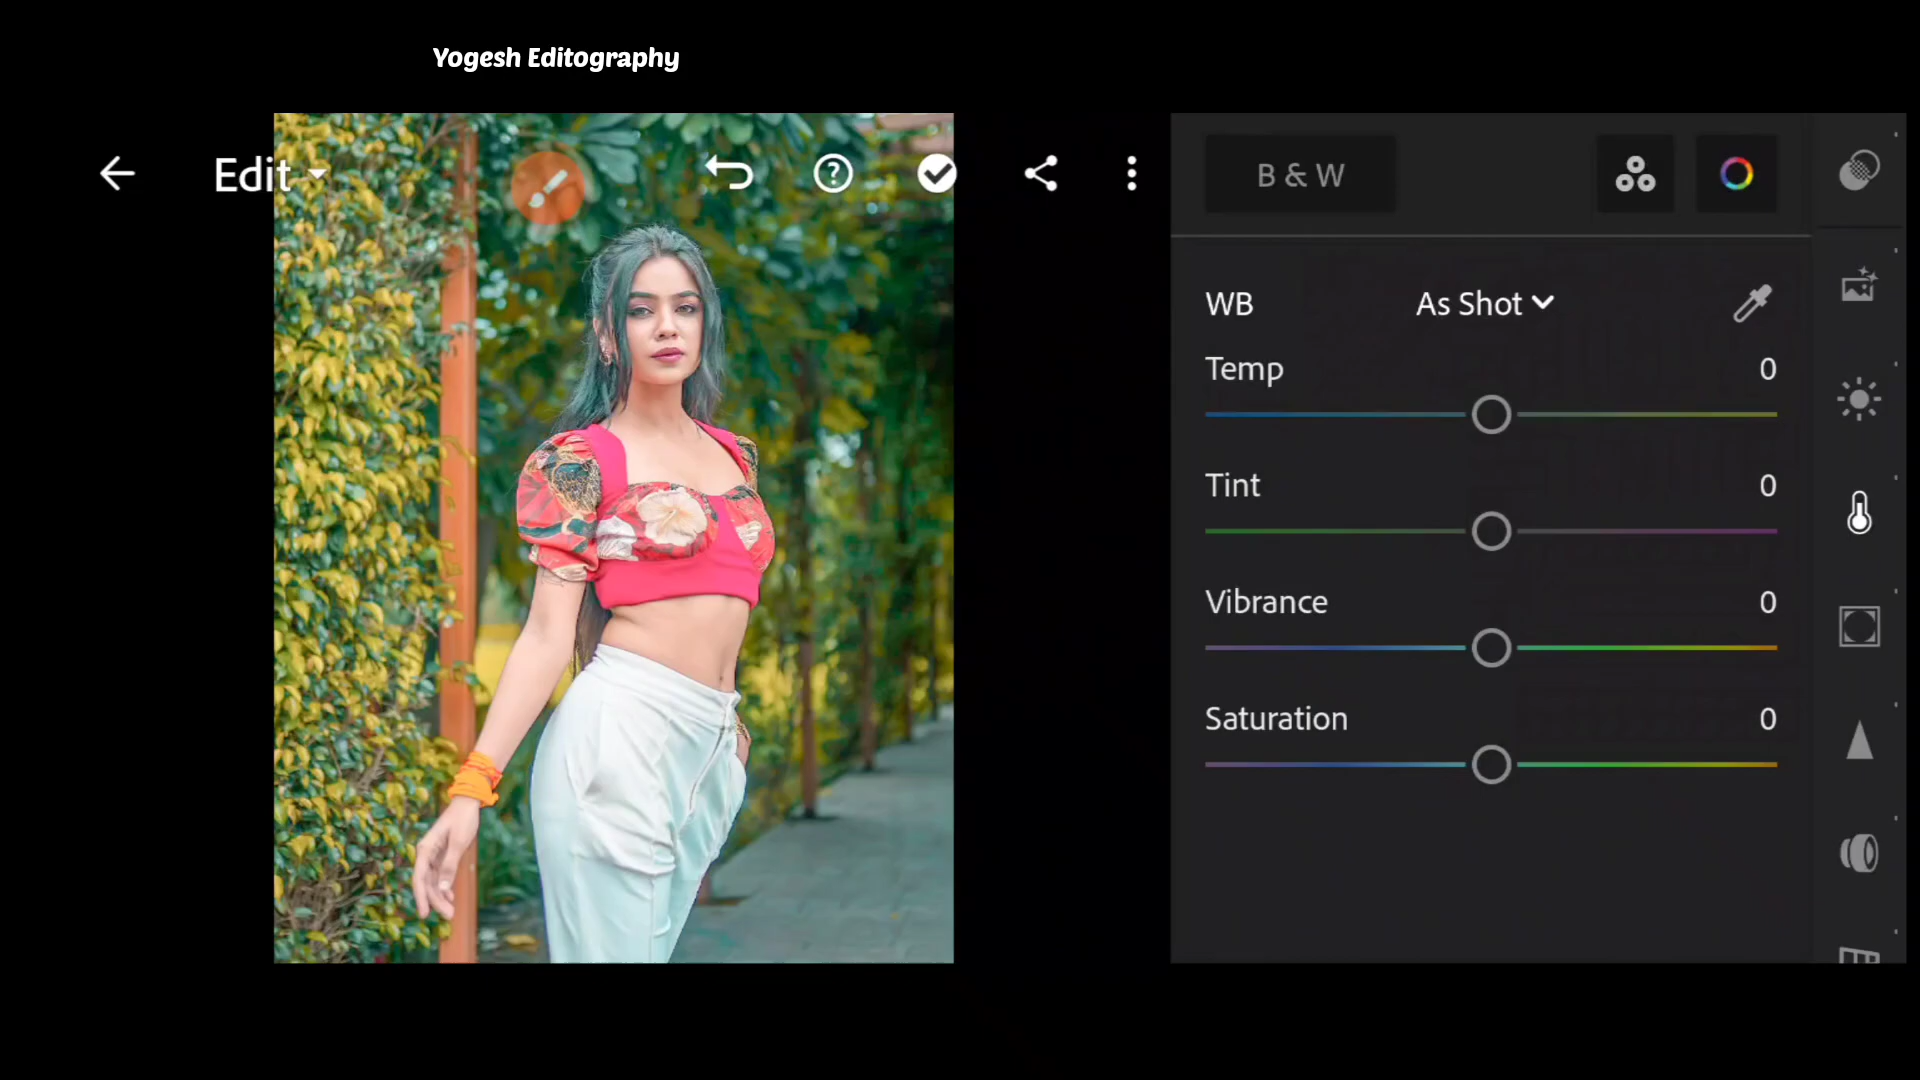 Yogesh Editography
Edit
B & W
WB As Shot
Temp 0
Tint 0
Vibrance 0
Saturation 0